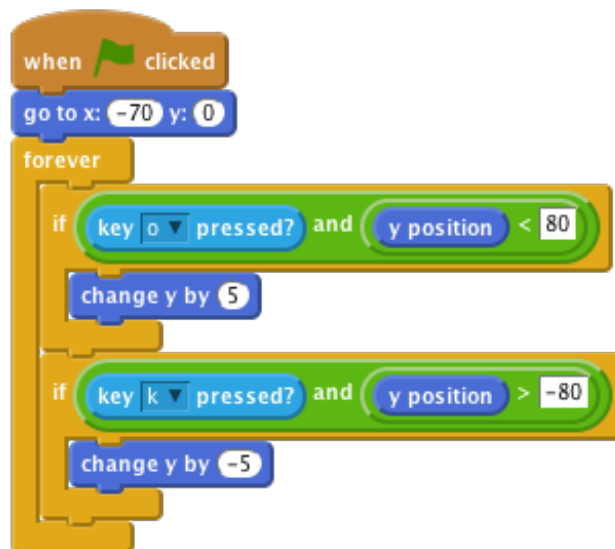 when clicked
go to x: -70 y: 0
forever
if key o pressed? and y position < 80
change y by 5
if key k pressed? and y position > -80
change y by -5